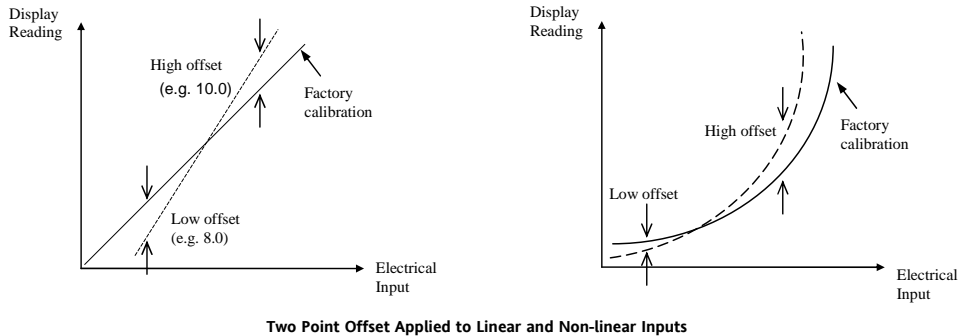 Display
Reading
High offset
(e.g. 10.0)
Factory
calibration
Low offset
(e.g. 8.0)
Electrical
Input
Display
Reading
High offset
Factory
calibration
Low offset
Electrical
Input
Two Point Offset Applied to Linear and Non-linear Inputs